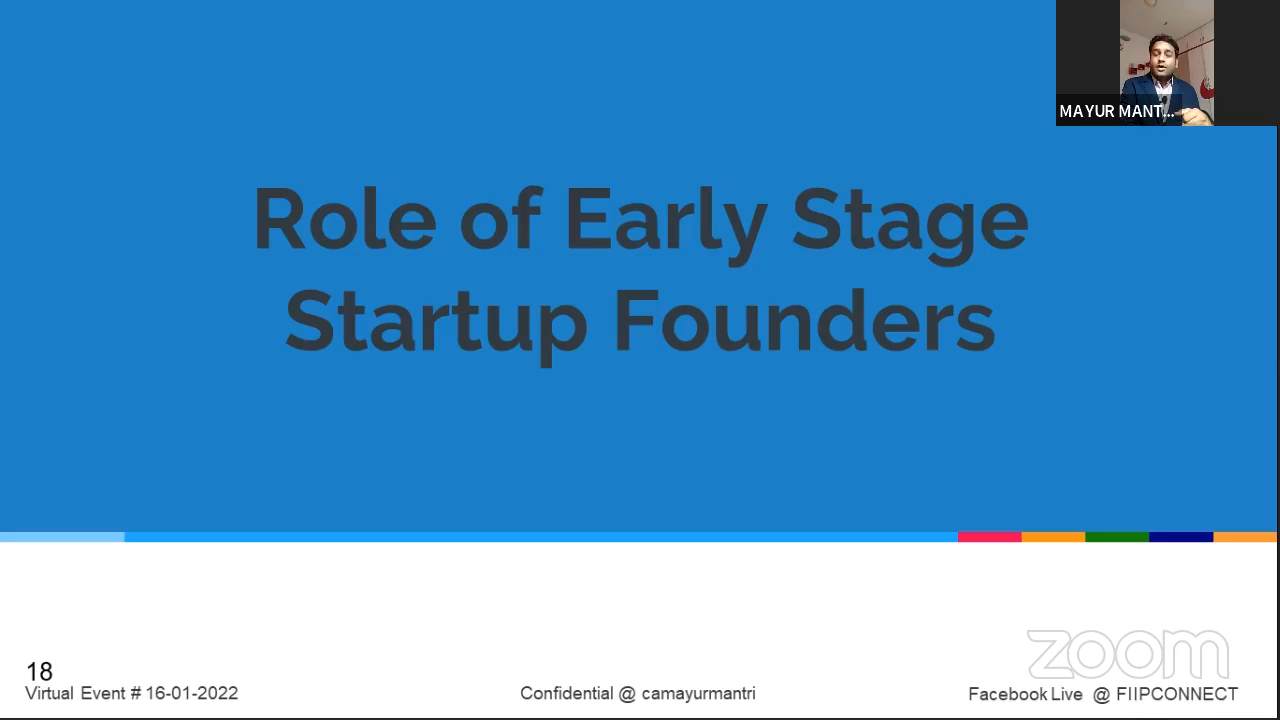 MAYUR MANT...
Role of Early Stage
Startup Founders
zoom
18
Virtual Event # 16-01-2022
Confidential @ camayurmantri
Facebook Live @ FIIPCONNECT